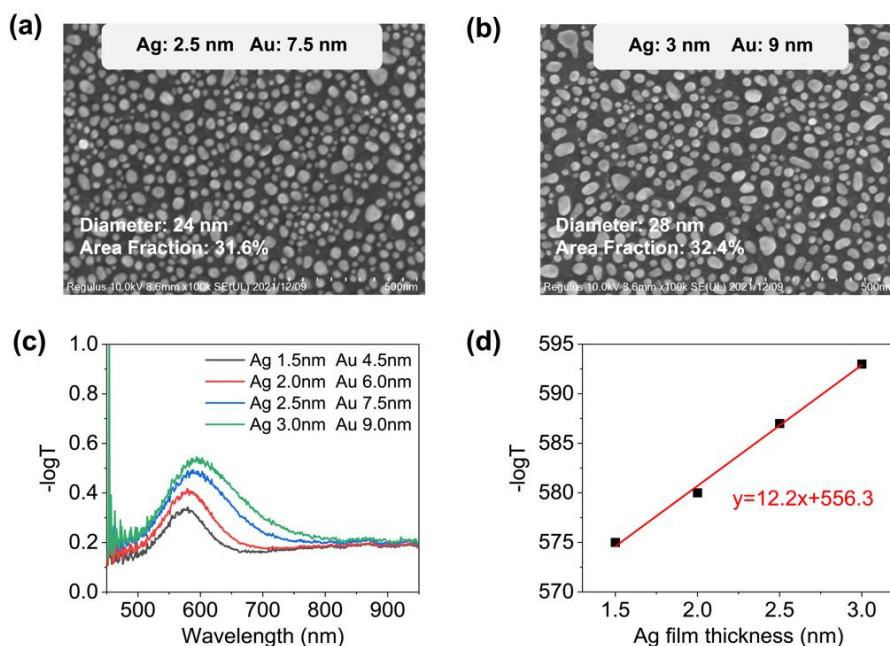 (a)
Ag: 2.5 nm Au: 7.5 nm
Diameter: 24 nm
Area Fraction: 31.6%
Regulus 10.0kV 8.6mm x100k SE(UL) 2021/12/09 500nm
(b)
Ag: 3 nm Au: 9 nm
Diameter: 28 nm
Area Fraction: 32.4%
Regulus 10.0kV 8.6mm x100k SE(UL) 2021/12/09 500nm
(c)
-logT
1.0
0.8
0.6
0.4
0.2
0.0
Ag 1.5nm Au 4.5nm
Ag 2.0nm Au 6.0nm
Ag 2.5nm Au 7.5nm
Ag 3.0nm Au 9.0nm
500 600 700 800 900
Wavelength (nm)
(d)
-logT
595
590
585
580
575
570
y=12.2x+556.3
1.5 2.0 2.5 3.0
Ag film thickness (nm)